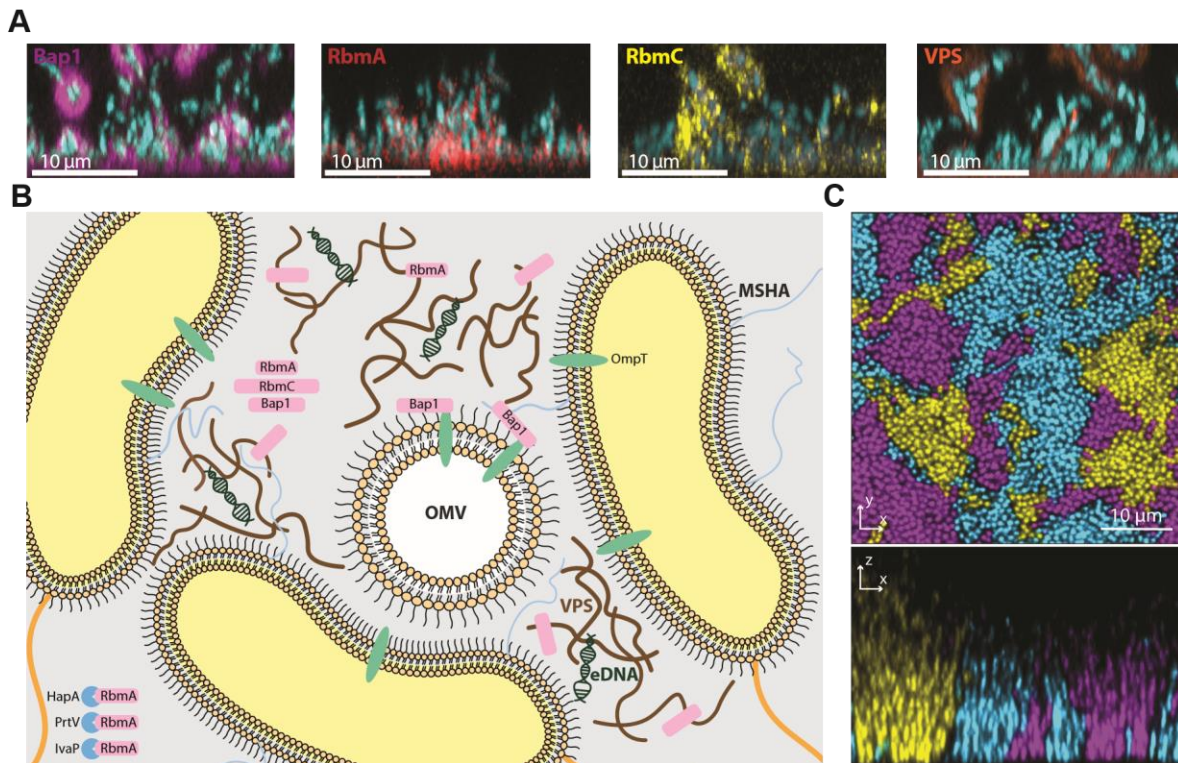 A
Bap1
10 µm
RbmA
10 µm
RbmC
10 µm
VPS
10 µm
B
RbmA
MSHA
OmpT
RbmA
RbmC
Bap1
Bap1
Bap1
OMV
VPS
eDNA
HapA RbmA
PrtV RbmA
IvaP RbmA
C
y
x
10 µm
z
x